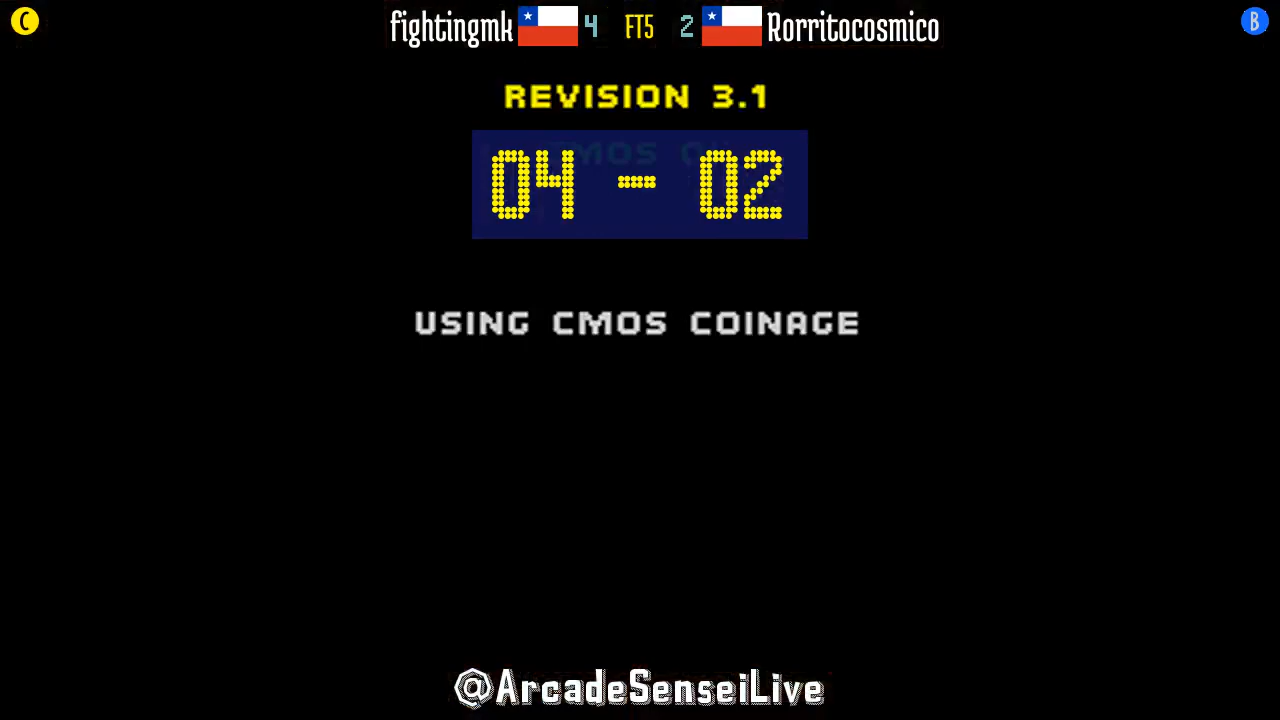 C fightingmk 4 FT5 2 Rorritocosmico B
REVISION 3.1
04 - 02
USING CMOS COINAGE
@ArcadeSenseiLive